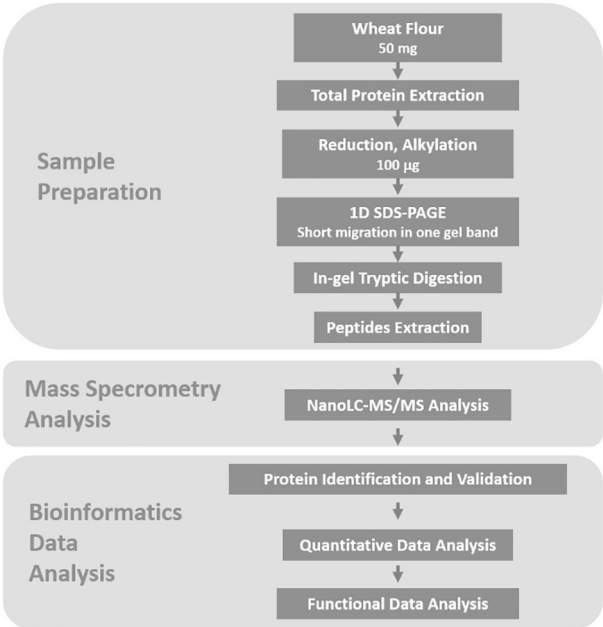 Sample
Preparation
Wheat Flour
50 mg
Total Protein Extraction
Reduction, Alkylation
100 µg
1D SDS-PAGE
Short migration in one gel band
In-gel Tryptic Digestion
Peptides Extraction
Mass Specrometry
Analysis
NanoLC-MS/MS Analysis
Bioinformatics
Data
Analysis
Protein Identification and Validation
Quantitative Data Analysis
Functional Data Analysis